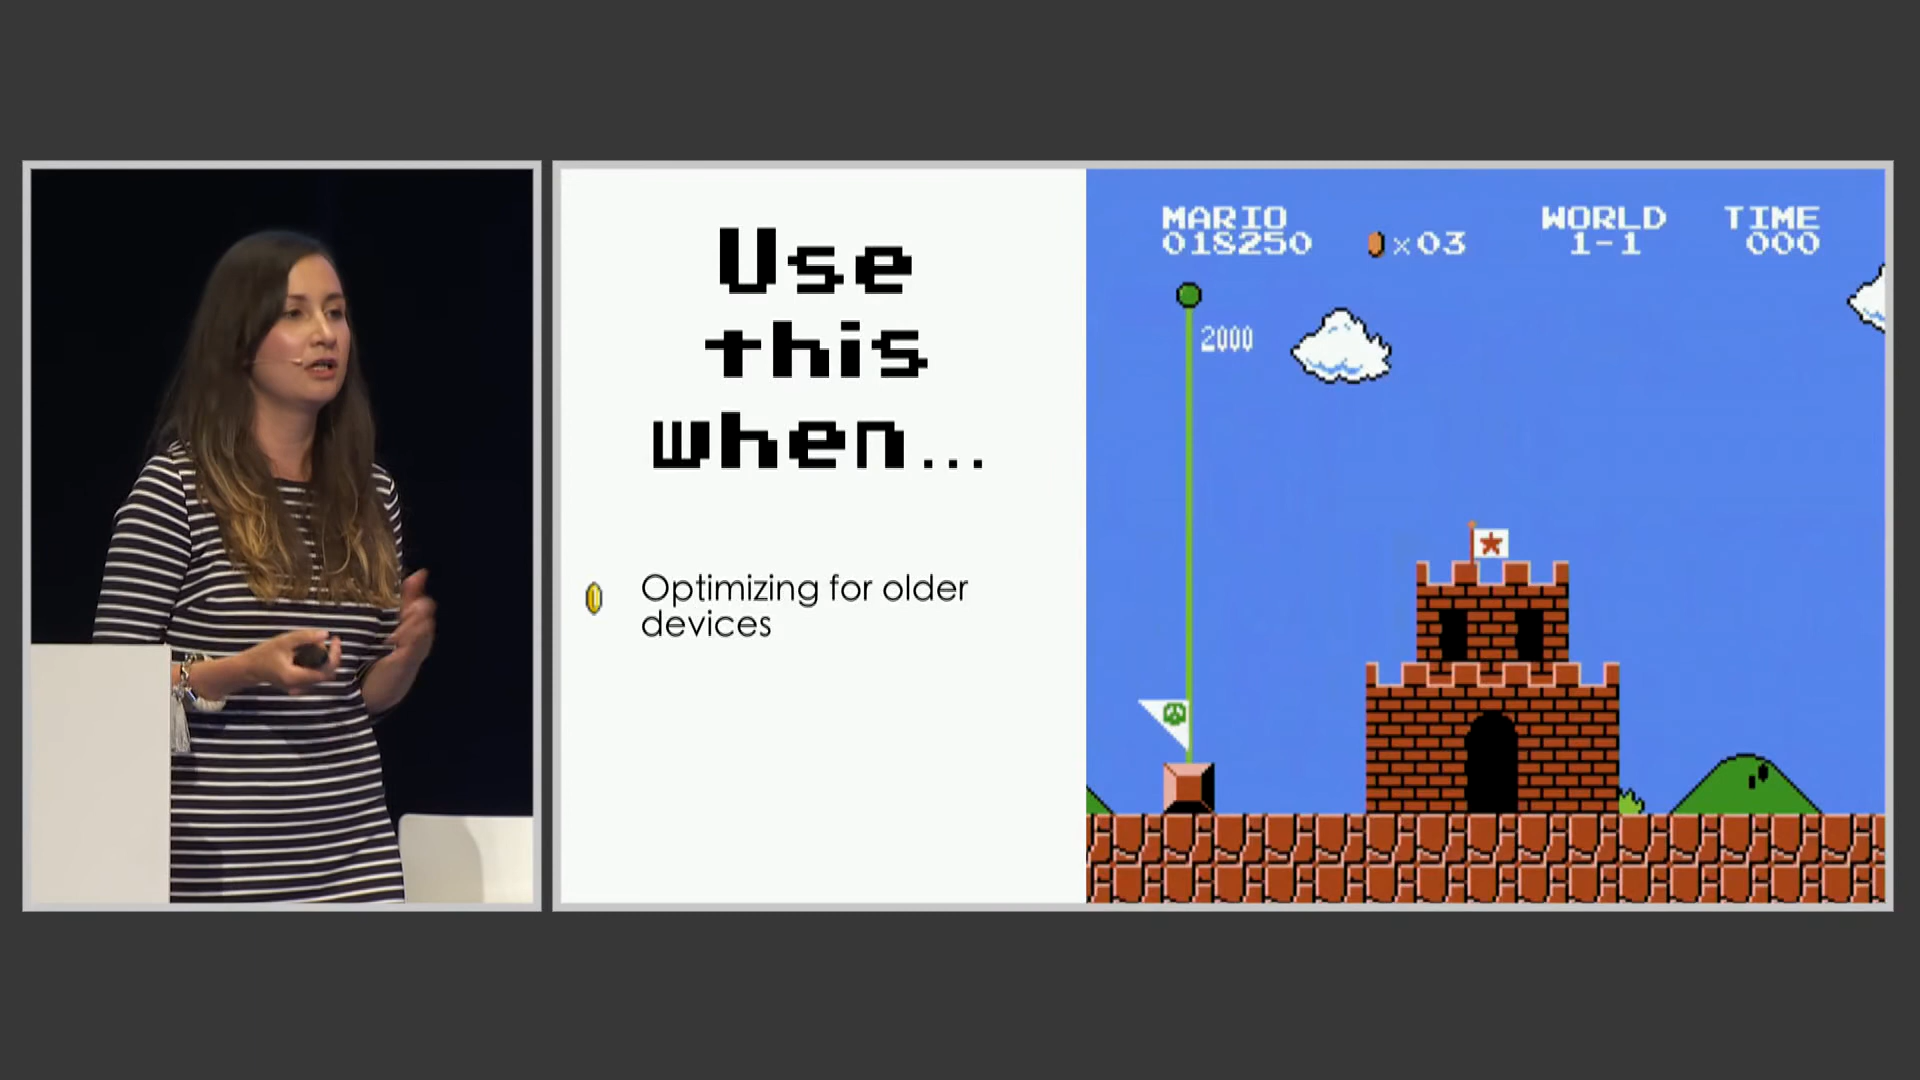 Use
this
when...
Optimizing for older
devices
MARIO WORLD TIME
018250 ×03 1-1 000
2000